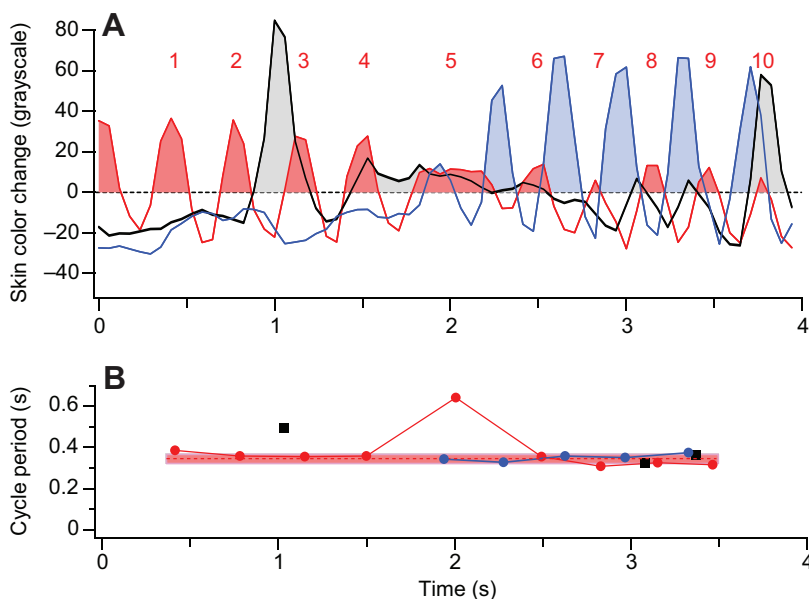 A
Skin color change (grayscale)
80
60
40
20
0
–20
–40
1 2 3 4 5 6 7 8 9 10
0 1 2 3 4
B
Cycle period (s)
0.6
0.4
0.2
0
0 1 2 3 4
Time (s)